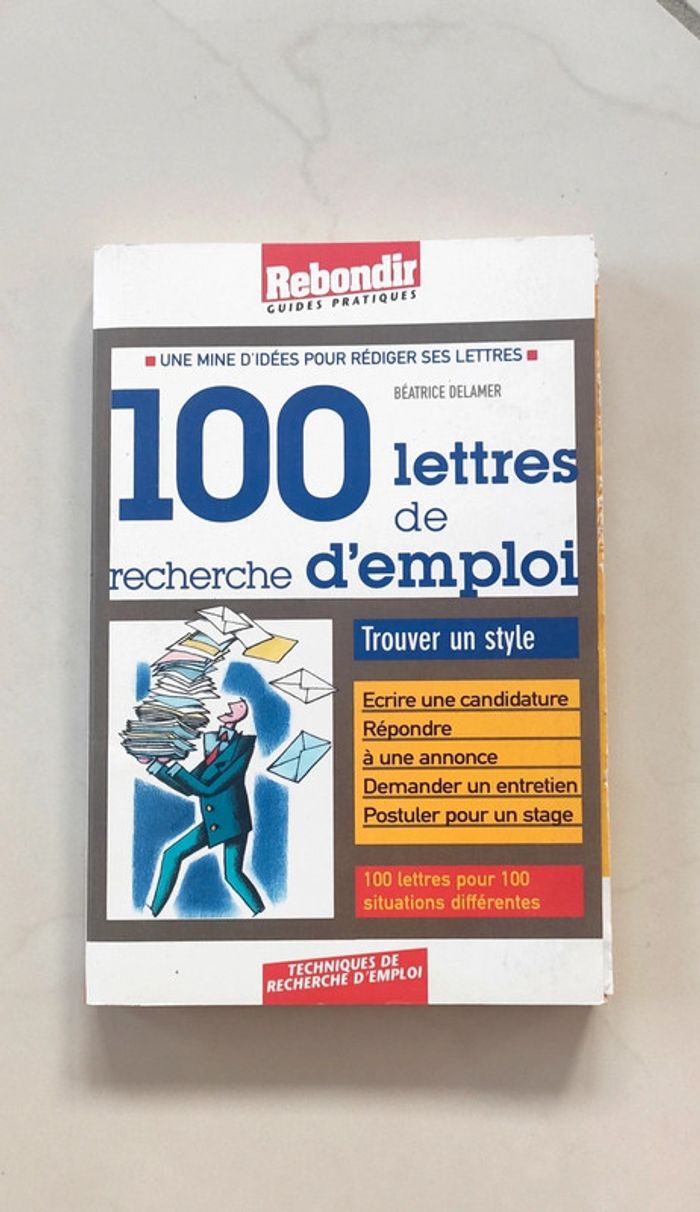 Rebondir
GUIDES PRATIQUES
UNE MINE D'IDÉES POUR RÉDIGER SES LETTRES
BÉATRICE DELAMER
100 lettres
de
recherche d'emploi
Trouver un style
Ecrire une candidature
Répondre
à une annonce
Demander un entretien
Postuler pour un stage
100 lettres pour 100
situations différentes
TECHNIQUES DE
RECHERCHE D'EMPLOI